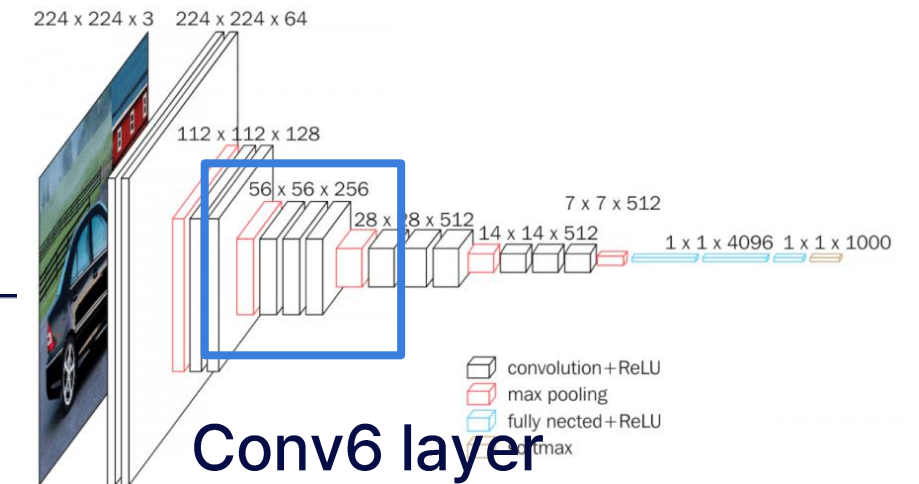 224 x 224 x 3
224 x 224 x 64
112 x 112 x 128
56 x 56 x 256
28 x 28 x 512
14 x 14 x 512
7 x 7 x 512
1 x 1 x 4096
1 x 1 x 1000
convolution+ReLU
max pooling
fully nected+ReLU
softmax
Conv6 layer